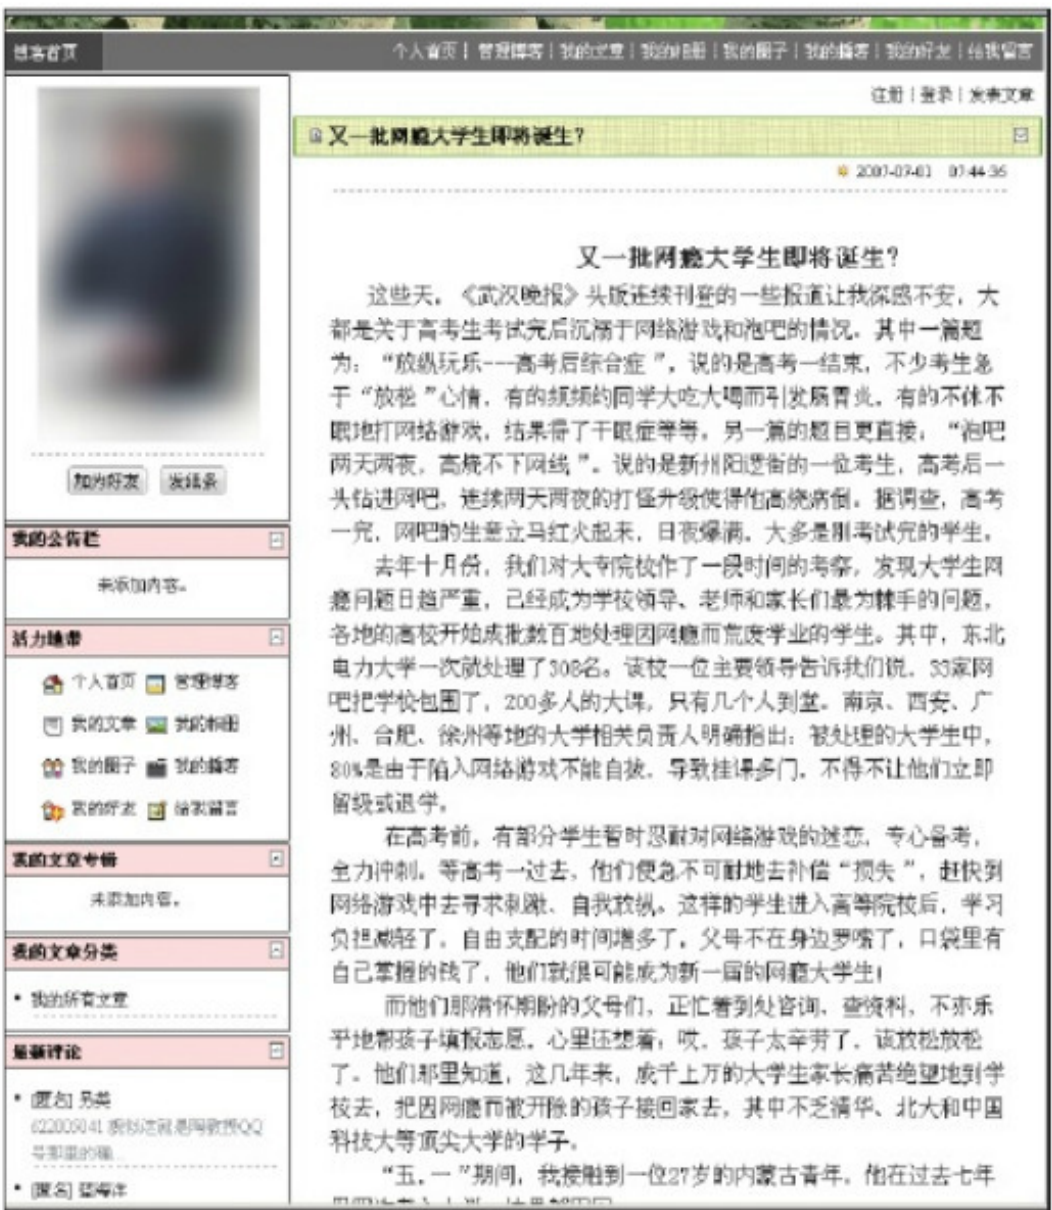 博客首页
个人首页 | 管理博客 | 我的文章 | 我的相册 | 我的圈子 | 我的播客 | 我的好友 | 给我留言
注册 | 登录 | 发表文章
又一批网瘾大学生即将诞生?
2007-07-01 07:44:36
又一批网瘾大学生即将诞生?
这些天，《武汉晚报》头版连续刊登的一些报道让我深感不安，大
都是关于高考生考试完后沉溺于网络游戏和泡吧的情况。其中一篇题
为：“放纵玩乐---高考后综合症”，说的是高考一结束，不少考生急
于“放松”心情，有的频频约同学大吃大喝而引发肠胃炎，有的不休不
眠地打网络游戏，结果得了干眼症等等，另一篇的题目更直接，“泡吧
两天两夜，高烧不下网线”。说的是新州阳逻街的一位考生，高考后一
头钻进网吧，连续两天两夜的打怪升级使得他高烧病倒。据调查，高考
一完，网吧的生意立马红火起来，日夜爆满，大多是刚考试完的学生。
去年十月份，我们对大专院校作了一段时间的考察，发现大学生网
瘾问题日趋严重，已经成为学校领导、老师和家长们最为棘手的问题，
各地的高校开始成批数百地处理因网瘾而荒废学业的学生。其中，东北
电力大学一次就处理了308名。该校一位主要领导告诉我们说，33家网
吧把学校包围了，200多人的大课，只有几个人到堂。南京、西安、广
州、合肥、徐州等地的大学相关负责人明确指出：被处理的大学生中，
80%是由于陷入网络游戏不能自拔，导致挂课多门，不得不让他们立即
留级或退学。
在高考前，有部分学生暂时忍耐对网络游戏的迷恋，专心备考，
全力冲刺。等高考一过去，他们便急不可耐地去补偿“损失”，赶快到
网络游戏中去寻求刺激、自我放纵。这样的学生进入高等院校后，学习
负担减轻了，自由支配的时间增多了，父母不在身边罗嗦了，口袋里有
自己掌握的钱了，他们就很可能成为新一届的网瘾大学生!
而他们那满怀期盼的父母们，正忙着到处咨询、查资料，不亦乐
乎地帮孩子填报志愿。心里还想着：哎，孩子太辛劳了，该放松放松
了。他们那里知道，这几年来，成千上万的大学生家长痛苦绝望地到学
校去，把因网瘾而被开除的孩子接回家去，其中不乏清华、北大和中国
科技大等顶尖大学的学子。
“五.一”期间，我接触到一位27岁的内蒙古青年，他在过去七年
加为好友 发纸条
我的公告栏
未添加内容。
活力地带
个人首页 管理博客
我的文章 我的相册
我的圈子 我的播客
我的好友 给我留言
我的文章专辑
未添加内容。
我的文章分类
• 我的所有文章
最新评论
• [匿名] 另类
622009041 貌似这就是陶教授QQ
号那里的骗...
• [匿名] 蓝海洋